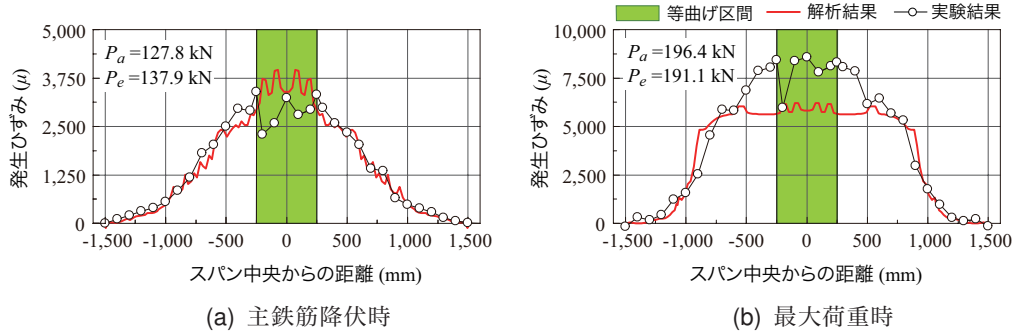 等曲げ区間 解析結果 実験結果
5,000
3,750
2,500
1,250
0
発生ひずみ (μ)
Pa=127.8 kN
Pe=137.9 kN
-1,500 -1,000 -500 0 500 1,000 1,500
スパン中央からの距離 (mm)
(a) 主鉄筋降伏時
10,000
7,500
5,000
2,500
0
発生ひずみ (μ)
Pa=196.4 kN
Pe=191.1 kN
-1,500 -1,000 -500 0 500 1,000 1,500
スパン中央からの距離 (mm)
(b) 最大荷重時